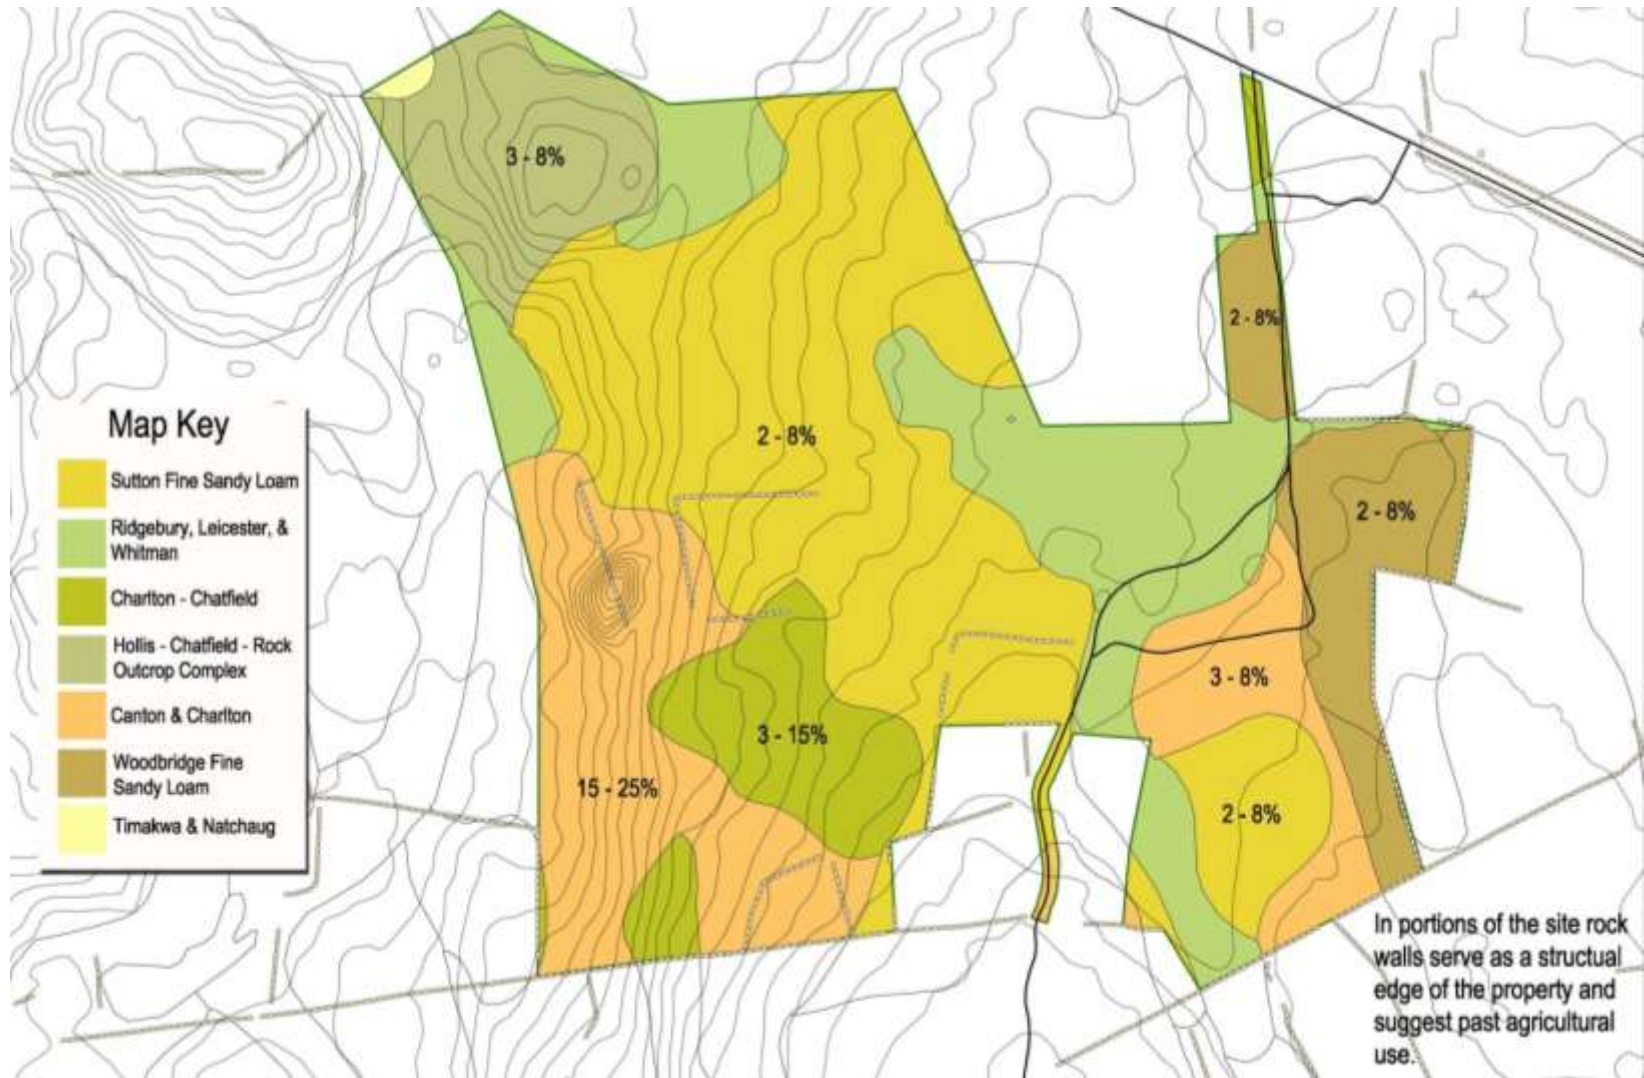 3 - 8%
2 - 8%
2 - 8%
2 - 8%
3 - 8%
3 - 15%
15 - 25%
2 - 8%
Map Key
Sutton Fine Sandy Loam
Ridgebury, Leicester, &
Whitman
Charlton - Chatfield
Hollis - Chatfield - Rock
Outcrop Complex
Canton & Charlton
Woodbridge Fine
Sandy Loam
Timakwa & Natchaug
In portions of the site rock
walls serve as a structual
edge of the property and
suggest past agricultural
use.